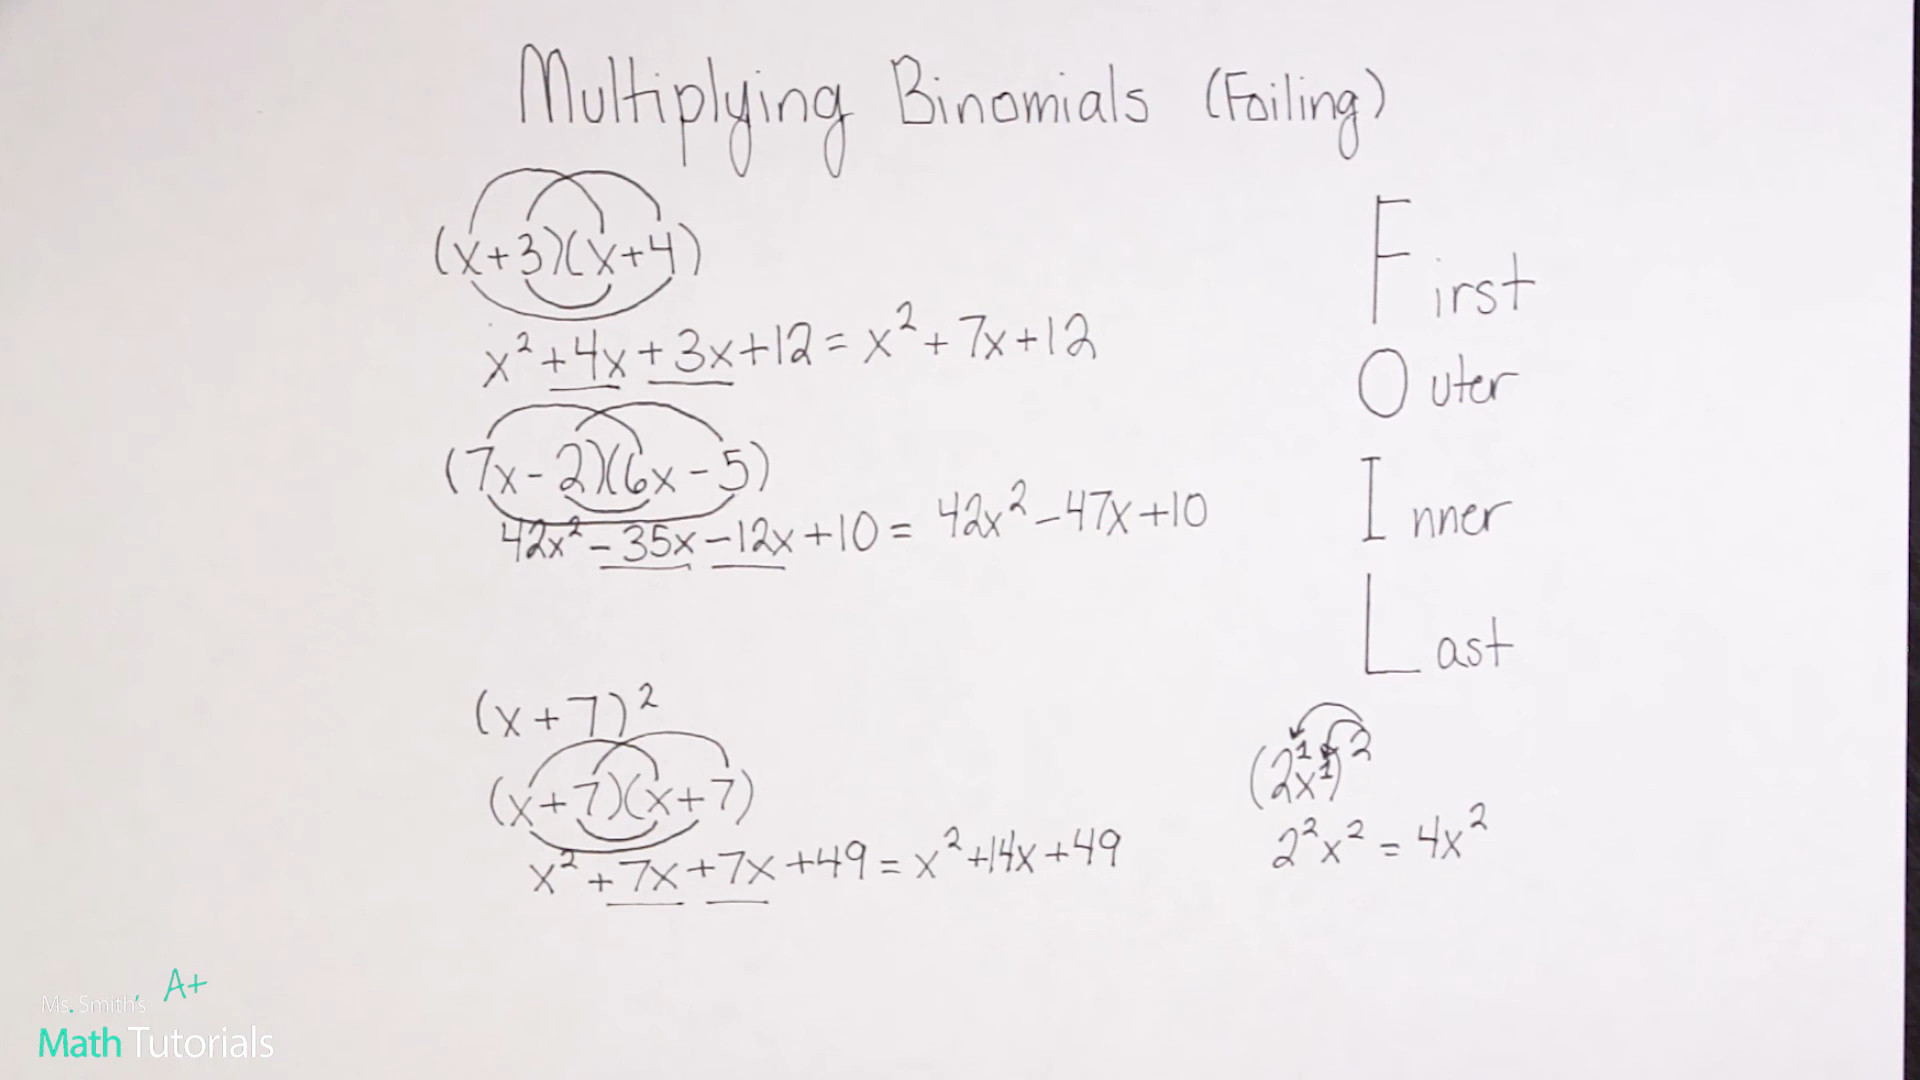 Multiplying Binomials (Foiling)
(x+3)(x+4)
x²+4x+3x+12=x²+7x+12
(7x-2)(6x-5)
42x²-35x-12x+10=42x²-47x+10
(x+7)²
(x+7)(x+7)
x²+7x+7x+49=x²+14x+49
First
Outer
Inner
Last
(2¹x¹)²
2²x²=4x²
Ms. Smith's A+
Math Tutorials